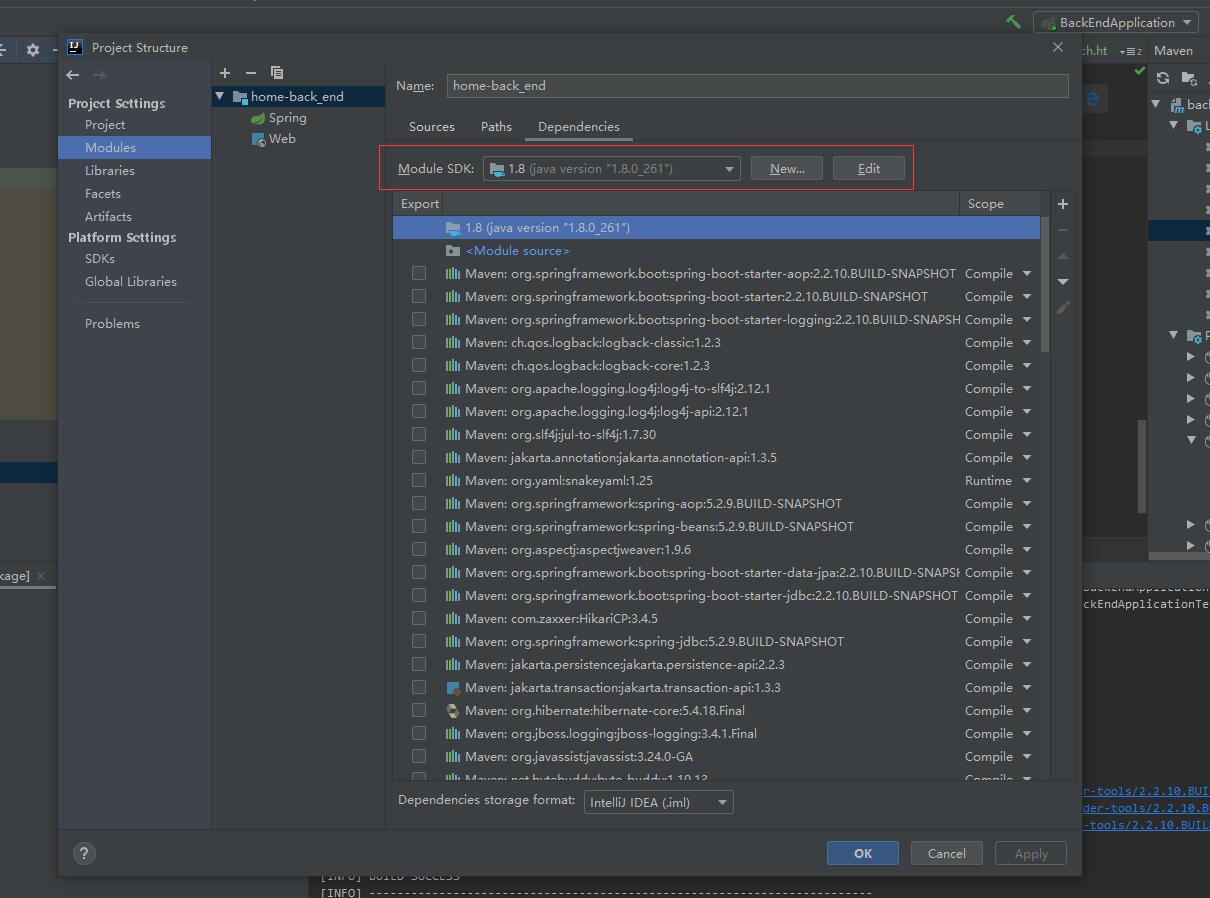 BackEndApplication
Project Structure
ch.ht
2
Maven
Project Settings
Project
Modules
Libraries
Facets
Artifacts
Platform Settings
SDKs
Global Libraries
Problems
home-back_end
Spring
Web
Name: home-back_end
Sources Paths Dependencies
Module SDK: 1.8 (java version "1.8.0_261") New... Edit
Export Scope
1.8 (java version "1.8.0_261")
<Module source>
Maven: org.springframework.boot:spring-boot-starter-aop:2.2.10.BUILD-SNAPSHOT Compile
Maven: org.springframework.boot:spring-boot-starter:2.2.10.BUILD-SNAPSHOT Compile
Maven: org.springframework.boot:spring-boot-starter-logging:2.2.10.BUILD-SNAPSH Compile
Maven: ch.qos.logback:logback-classic:1.2.3 Compile
Maven: ch.qos.logback:logback-core:1.2.3 Compile
Maven: org.apache.logging.log4j:log4j-to-slf4j:2.12.1 Compile
Maven: org.apache.logging.log4j:log4j-api:2.12.1 Compile
Maven: org.slf4j:jul-to-slf4j:1.7.30 Compile
Maven: jakarta.annotation:jakarta.annotation-api:1.3.5 Compile
Maven: org.yaml:snakeyaml:1.25 Runtime
Maven: org.springframework:spring-aop:5.2.9.BUILD-SNAPSHOT Compile
Maven: org.springframework:spring-beans:5.2.9.BUILD-SNAPSHOT Compile
Maven: org.aspectj:aspectjweaver:1.9.6 Compile
Maven: org.springframework.boot:spring-boot-starter-data-jpa:2.2.10.BUILD-SNAPSH Compile
Maven: org.springframework.boot:spring-boot-starter-jdbc:2.2.10.BUILD-SNAPSHOT Compile
Maven: com.zaxxer:HikariCP:3.4.5 Compile
Maven: org.springframework:spring-jdbc:5.2.9.BUILD-SNAPSHOT Compile
Maven: jakarta.persistence:jakarta.persistence-api:2.2.3 Compile
Maven: jakarta.transaction:jakarta.transaction-api:1.3.3 Compile
Maven: org.hibernate:hibernate-core:5.4.18.Final Compile
Maven: org.jboss.logging:jboss-logging:3.4.1.Final Compile
Maven: org.javassist:javassist:3.24.0-GA Compile
Maven: net.bytebuddy:byte-buddy:1.10.13 Compile
Dependencies storage format: IntelliJ IDEA (.iml)
? OK Cancel Apply
back
kage]
BackEndApplication
ckEndApplicationTe
r-tools/2.2.10.BUI
der-tools/2.2.10.B
-tools/2.2.10.BUIL
[INFO] BUILD SUCCESS
[INFO] ------------------------------------------------------------------------